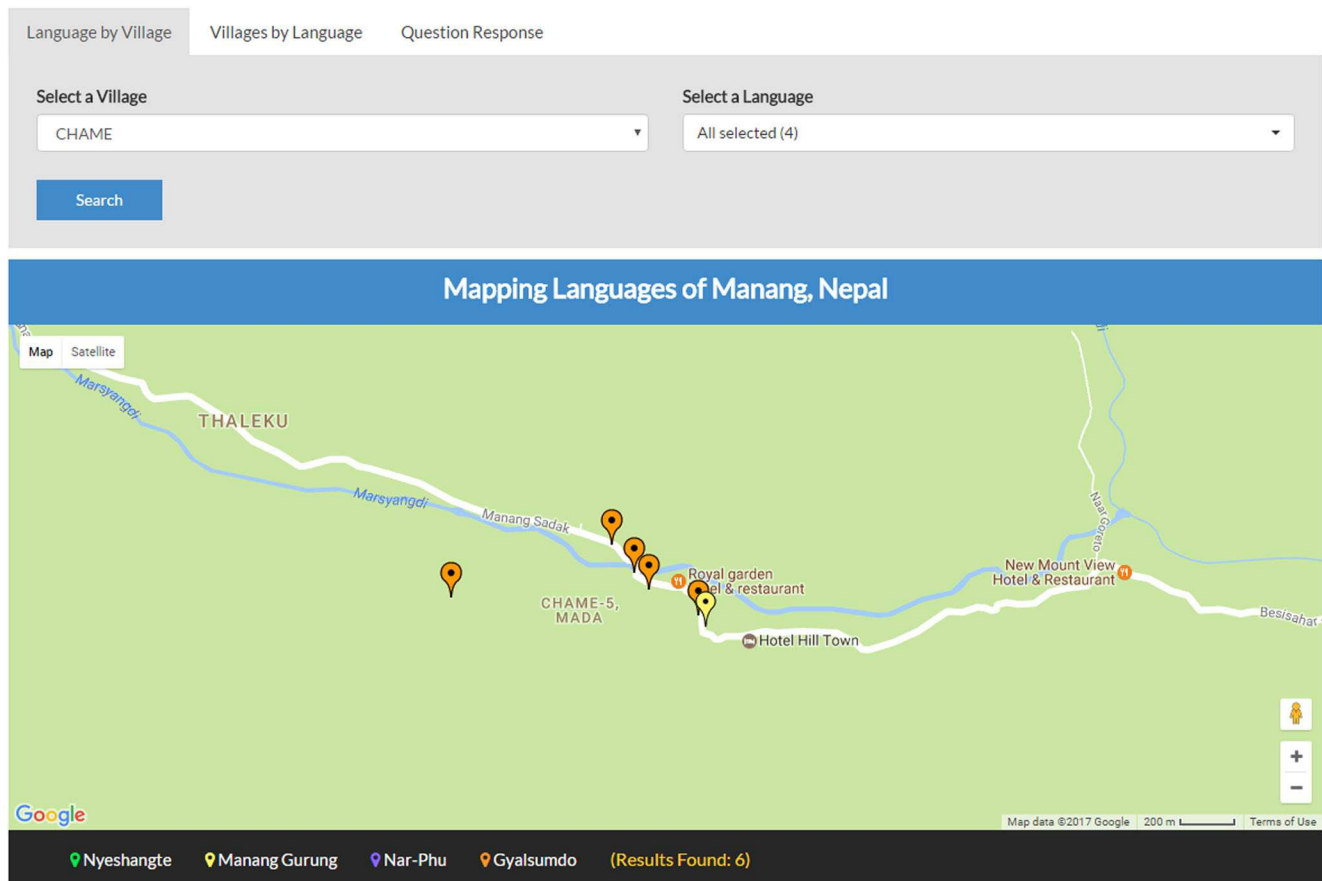 Language by Village
Villages by Language
Question Response
Select a Village
Select a Language
CHAME
All selected (4)
Search
Mapping Languages of Manang, Nepal
Map
Satellite
Marsyangdi
THALEKU
Marsyangdi
Manang Sadak
Naar Goreto
Royal garden
& restaurant
New Mount View
Hotel & Restaurant
CHAME-5,
MADA
Besisahar
Hotel Hill Town
Google
Map data ©2017 Google
200 m
Terms of Use
Nyeshangte
Manang Gurung
Nar-Phu
Gyalsumdo
(Results Found: 6)